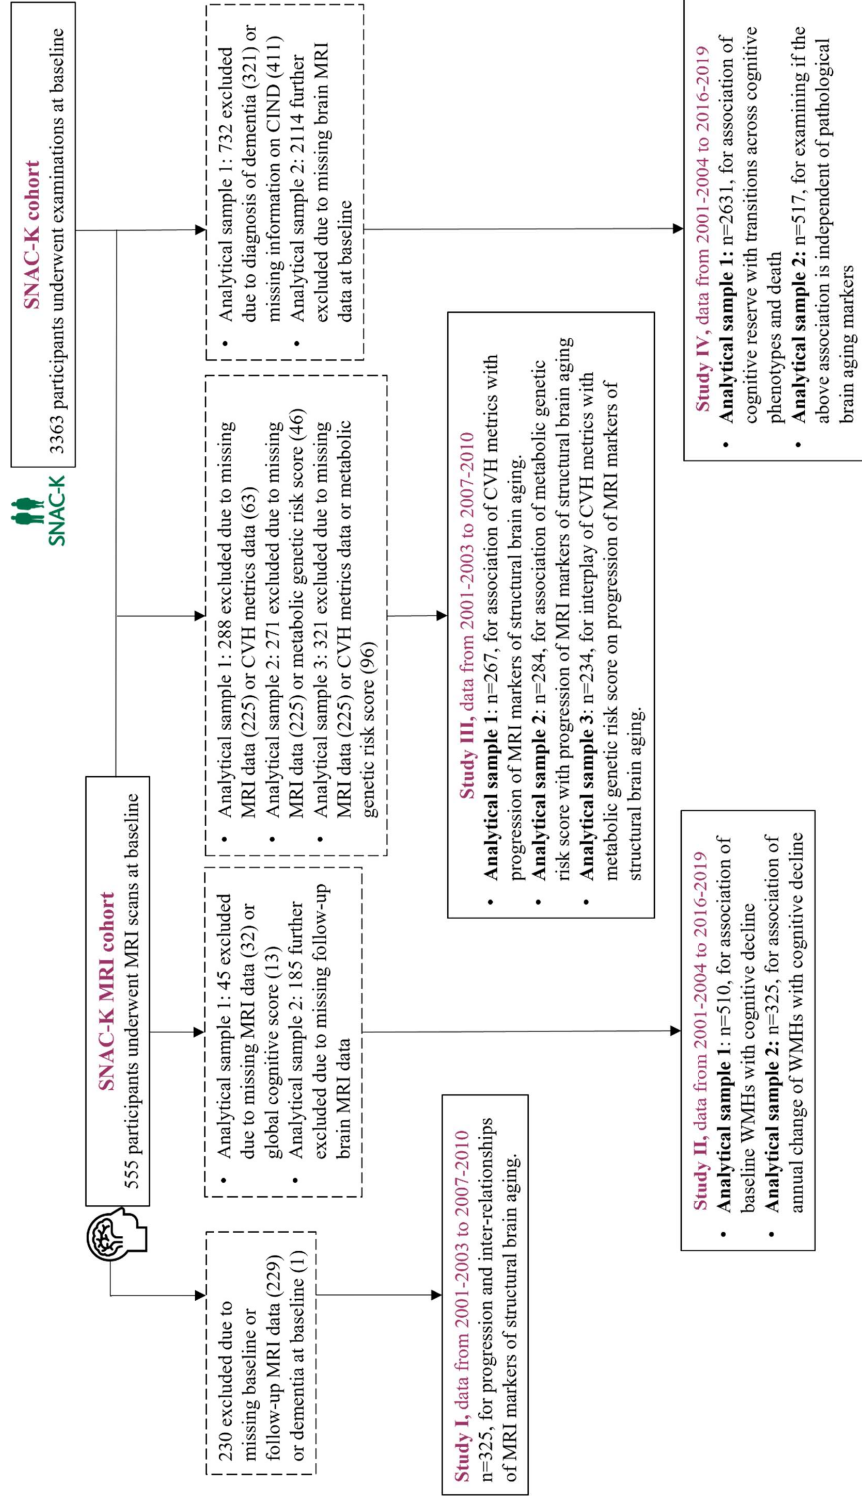 SNAC-K MRI cohort
555 participants underwent MRI scans at baseline
SNAC-K
SNAC-K cohort
3363 participants underwent examinations at baseline
230 excluded due to
missing baseline or
follow-up MRI data (229)
or dementia at baseline (1)
• Analytical sample 1: 45 excluded
due to missing MRI data (32) or
global cognitive score (13)
• Analytical sample 2: 185 further
excluded due to missing follow-up
brain MRI data
• Analytical sample 1: 288 excluded due to missing
MRI data (225) or CVH metrics data (63)
• Analytical sample 2: 271 excluded due to missing
MRI data (225) or metabolic genetic risk score (46)
• Analytical sample 3: 321 excluded due to missing
MRI data (225) or CVH metrics data or metabolic
genetic risk score (96)
• Analytical sample 1: 732 excluded
due to diagnosis of dementia (321) or
missing information on CIND (411)
• Analytical sample 2: 2114 further
excluded due to missing brain MRI
data at baseline
Study I, data from 2001-2003 to 2007-2010
n=325, for progression and inter-relationships
of MRI markers of structural brain aging.
Study III, data from 2001-2003 to 2007-2010
• Analytical sample 1: n=267, for association of CVH metrics with
progression of MRI markers of structural brain aging.
• Analytical sample 2: n=284, for association of metabolic genetic
risk score with progression of MRI markers of structural brain aging
• Analytical sample 3: n=234, for interplay of CVH metrics with
metabolic genetic risk score on progression of MRI markers of
structural brain aging.
Study II, data from 2001-2004 to 2016-2019
• Analytical sample 1: n=510, for association of
baseline WMHs with cognitive decline
• Analytical sample 2: n=325, for association of
annual change of WMHs with cognitive decline
Study IV, data from 2001-2004 to 2016-2019
• Analytical sample 1: n=2631, for association of
cognitive reserve with transitions across cognitive
phenotypes and death
• Analytical sample 2: n=517, for examining if the
above association is independent of pathological
brain aging markers